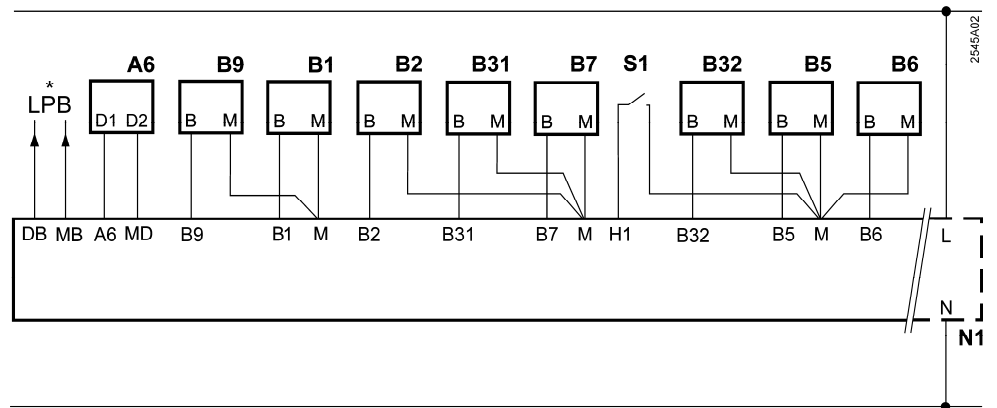 2545A02
A6 B9 B1 B2 B31 B7 S1 B32 B5 B6
*
LPB
D1 D2 B M B M B M B M B M B M B M B M
DB MB A6 MD B9 B1 M B2 B31 B7 M H1 B32 B5 M B6 L
N
N1